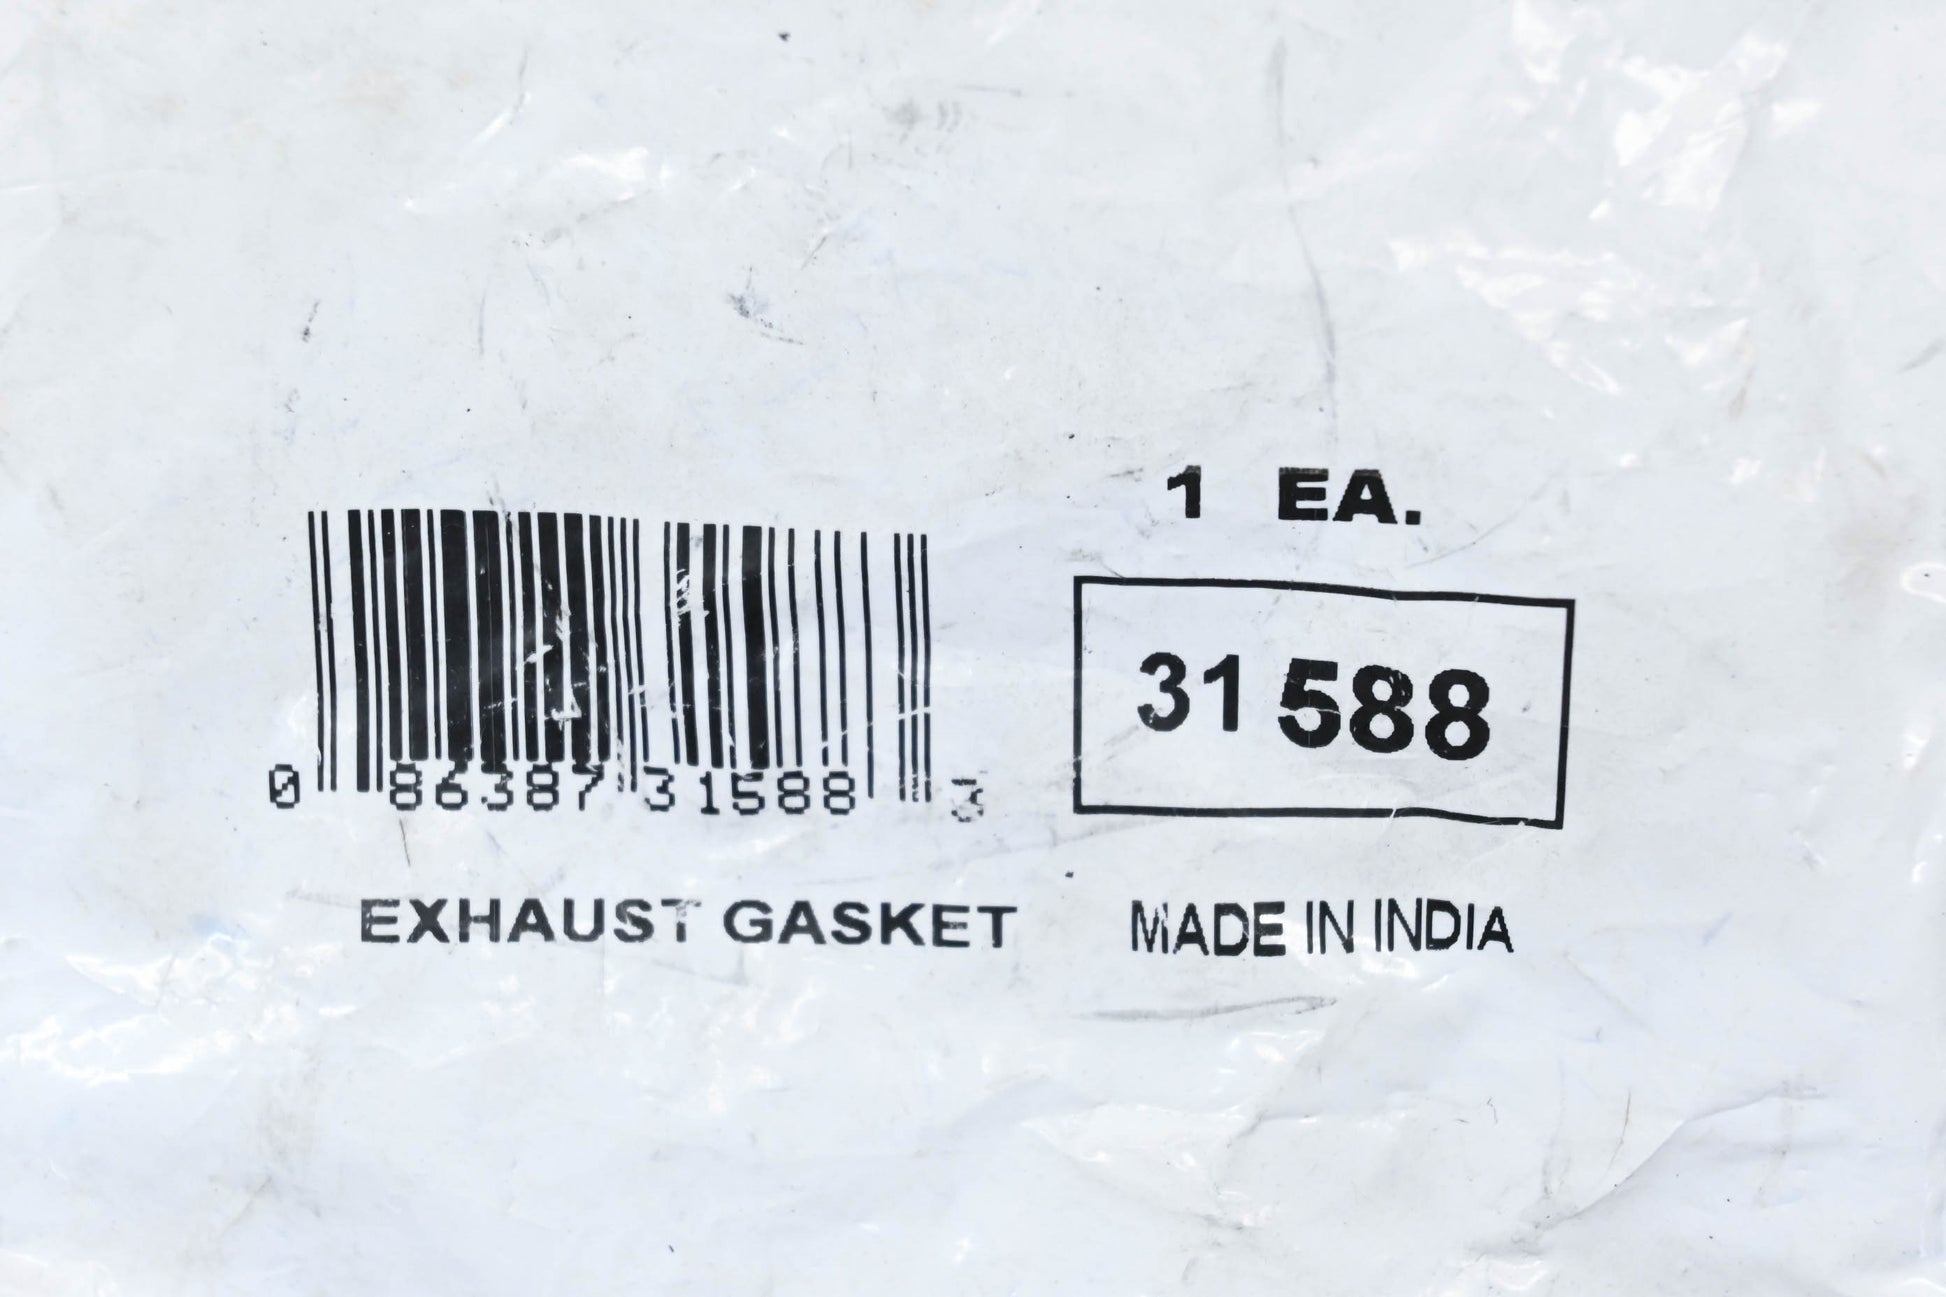 1 EA.
31588
0 86387 31588 3
EXHAUST GASKET
MADE IN INDIA